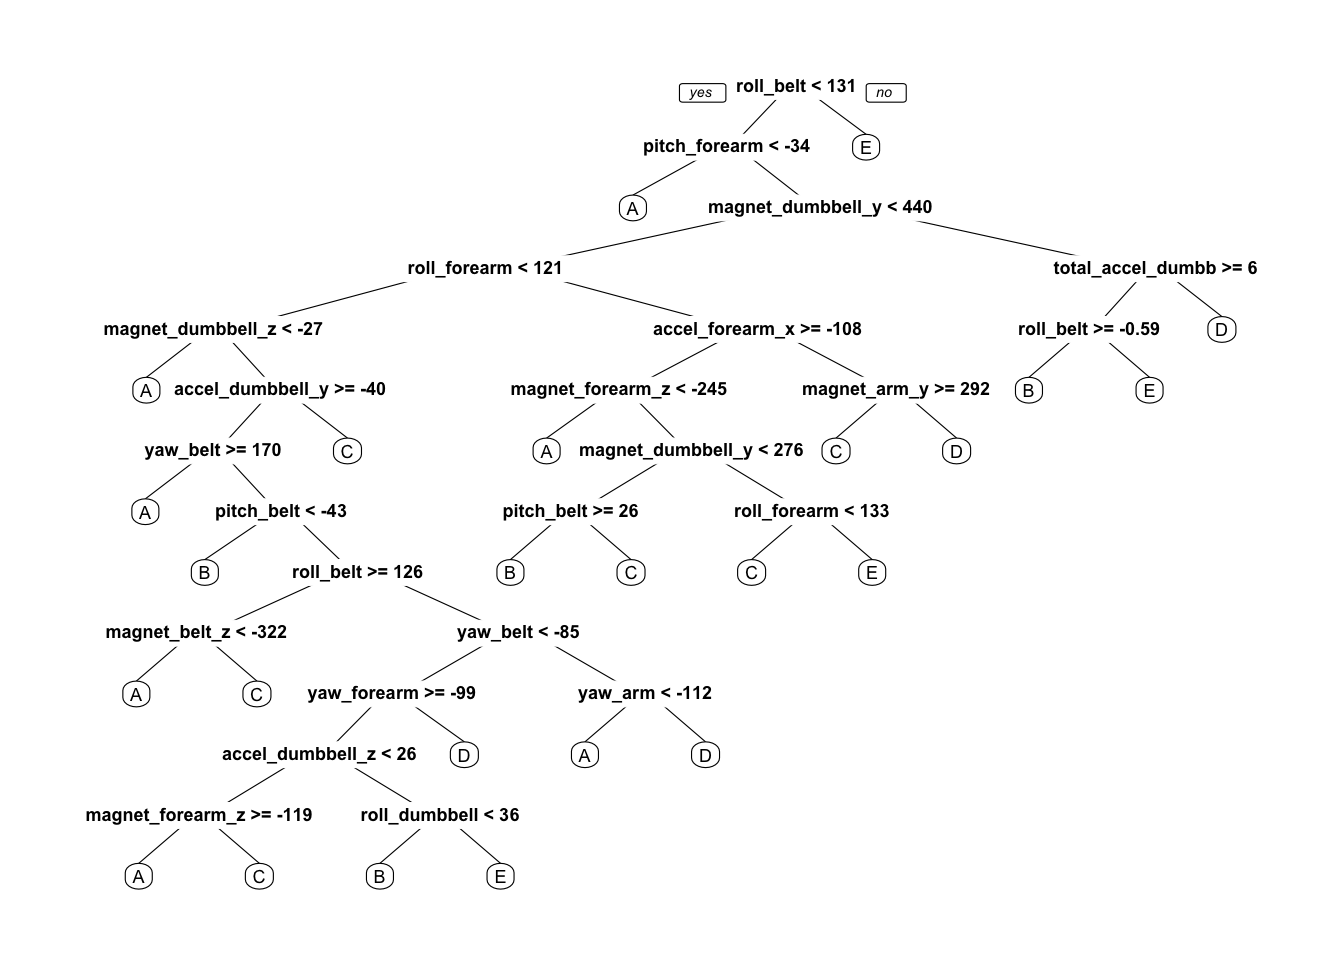 yes roll_belt < 131 no
pitch_forearm < -34 E
A magnet_dumbbell_y < 440
roll_forearm < 121 total_accel_dumbb >= 6
magnet_dumbbell_z < -27 accel_forearm_x >= -108 roll_belt >= -0.59 D
A accel_dumbbell_y >= -40 magnet_forearm_z < -245 magnet_arm_y >= 292 B E
yaw_belt >= 170 C A magnet_dumbbell_y < 276 C D
A pitch_belt < -43 pitch_belt >= 26 roll_forearm < 133
B roll_belt >= 126 B C C E
magnet_belt_z < -322 yaw_belt < -85
A C yaw_forearm >= -99 yaw_arm < -112
accel_dumbbell_z < 26 D A D
magnet_forearm_z >= -119 roll_dumbbell < 36
A C B E